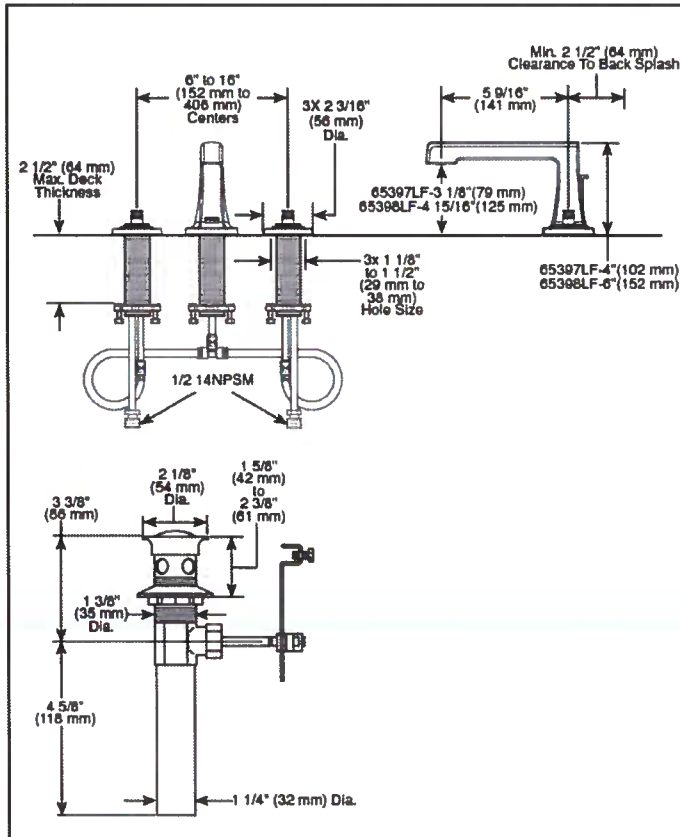 6" to 16"
(152 mm to
406 mm)
Centers
3X 2 3/16"
(56 mm)
Dia.
2 1/2" (64 mm)
Max. Deck
Thickness
3x 1 1/8"
to 1 1/2"
(29 mm to
38 mm)
Hole Size
1/2 14NPSM
Min. 2 1/2" (64 mm)
Clearance To Back Splash
5 9/16"
(141 mm)
65397LF-3 1/8"(79 mm)
65398LF-4 15/16"(125 mm)
65397LF-4"(102 mm)
65398LF-6"(152 mm)
3 3/8"
(86 mm)
2 1/8"
(54 mm)
Dia.
1 5/8"
(42 mm)
to
2 3/8"
(61 mm)
1 3/8"
(35 mm)
Dia.
4 5/8"
(118 mm)
1 1/4" (32 mm) Dia.